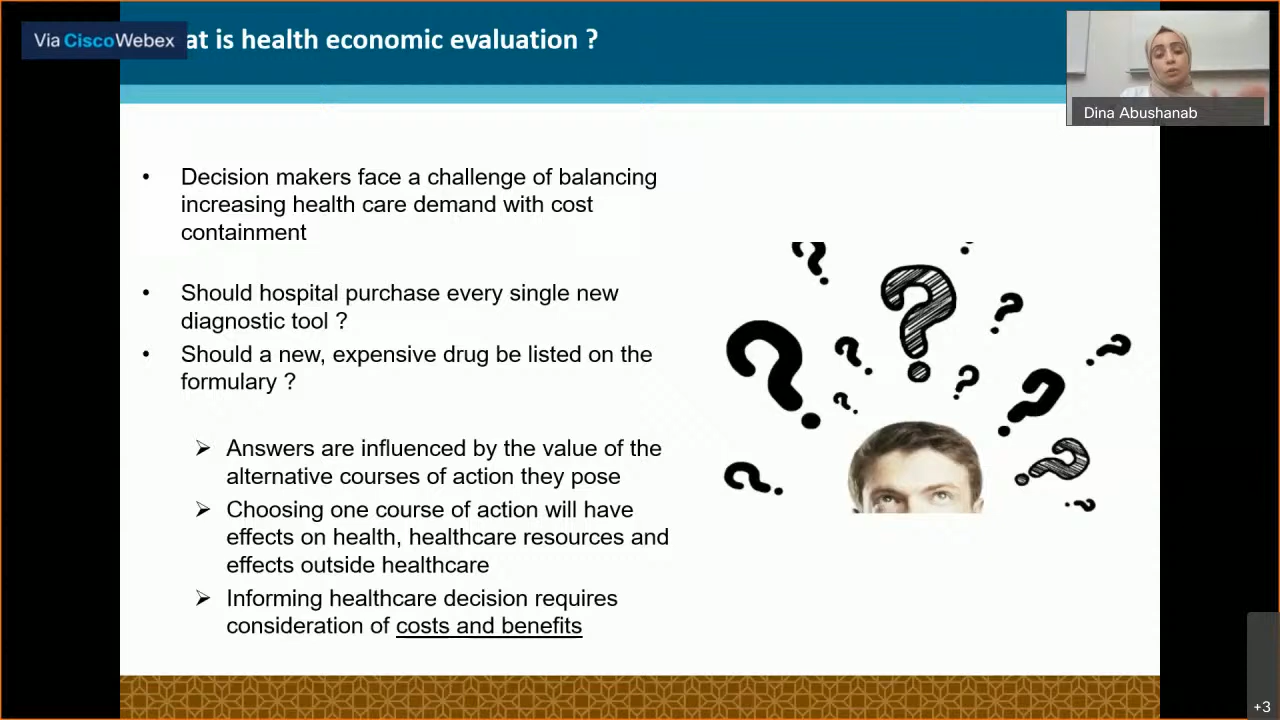 Via CiscoWebex
at is health economic evaluation ?
Dina Abushanab
• Decision makers face a challenge of balancing
increasing health care demand with cost
containment
• Should hospital purchase every single new
diagnostic tool ?
• Should a new, expensive drug be listed on the
formulary ?
➢ Answers are influenced by the value of the
alternative courses of action they pose
➢ Choosing one course of action will have
effects on health, healthcare resources and
effects outside healthcare
➢ Informing healthcare decision requires
consideration of costs and benefits
+3